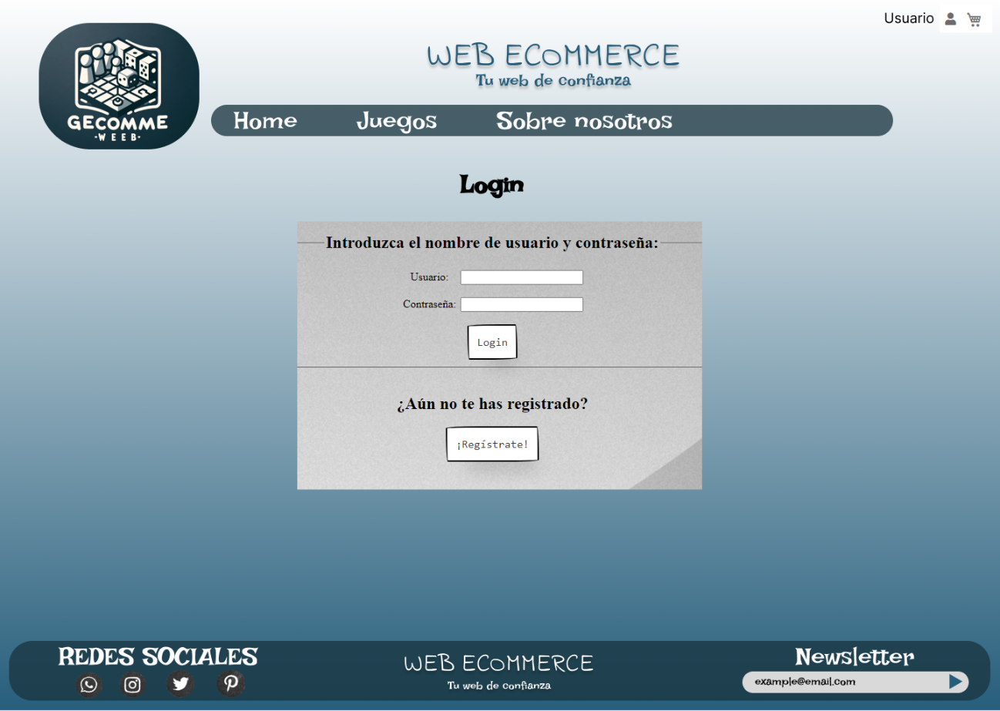 Usuario
GECOMME
·WEEB·
WEB ECOMMERCE
Tu web de confianza
Home Juegos Sobre nosotros
Login
Introduzca el nombre de usuario y contraseña:
Usuario:
Contraseña:
Login
¿Aún no te has registrado?
¡Regístrate!
REDES SOCIALES
WEB ECOMMERCE
Tu web de confianza
Newsletter
example@email.com